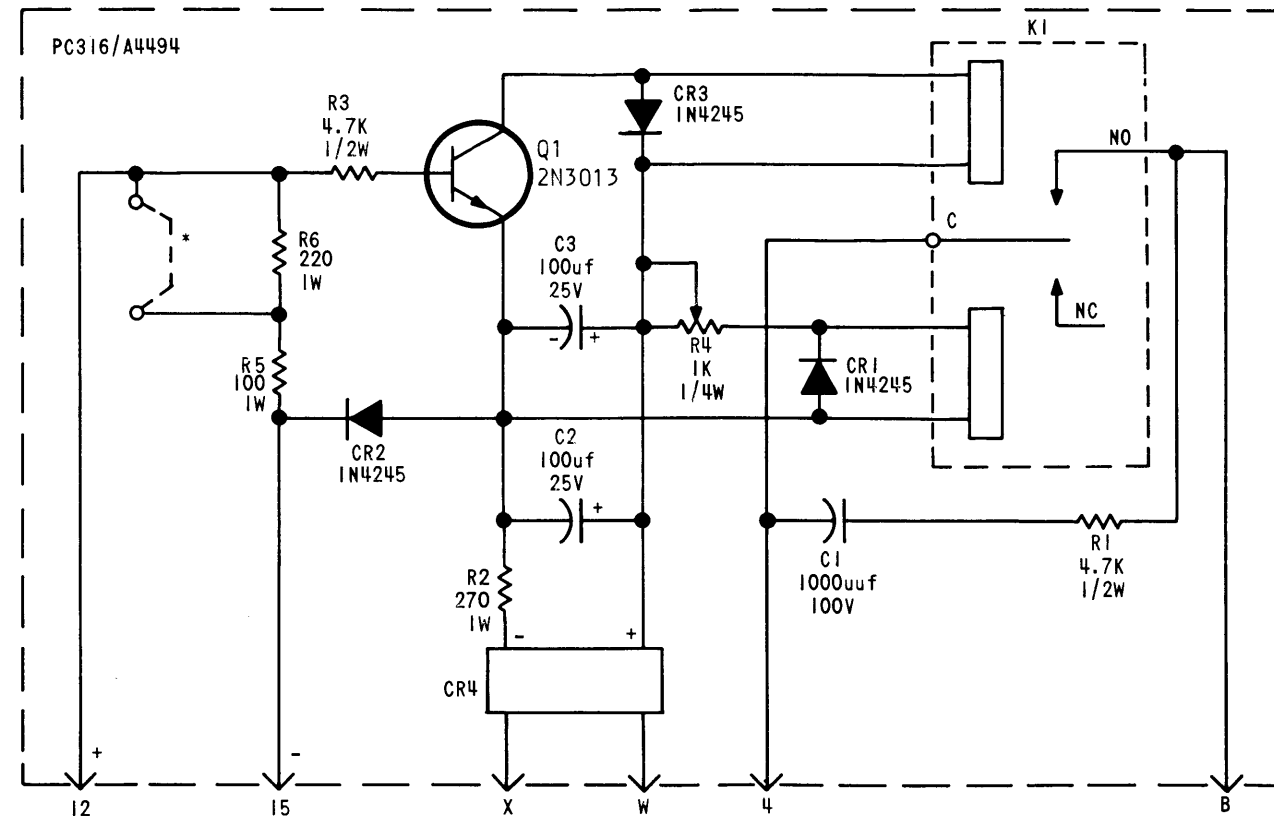 PC316/A4494
K1
R3
4.7K
1/2W
CR3
1N4245
Q1
2N3013
NO
C
*
R6
220
1W
C3
100uf
25V
- +
NC
R4
1K
1/4W
CR1
1N4245
R5
100
1W
CR2
1N4245
C2
100uf
25V
+
R2
270
1W
C1
1000uuf
100V
R1
4.7K
1/2W
- +
CR4
+ -
12 15 X W 4 B